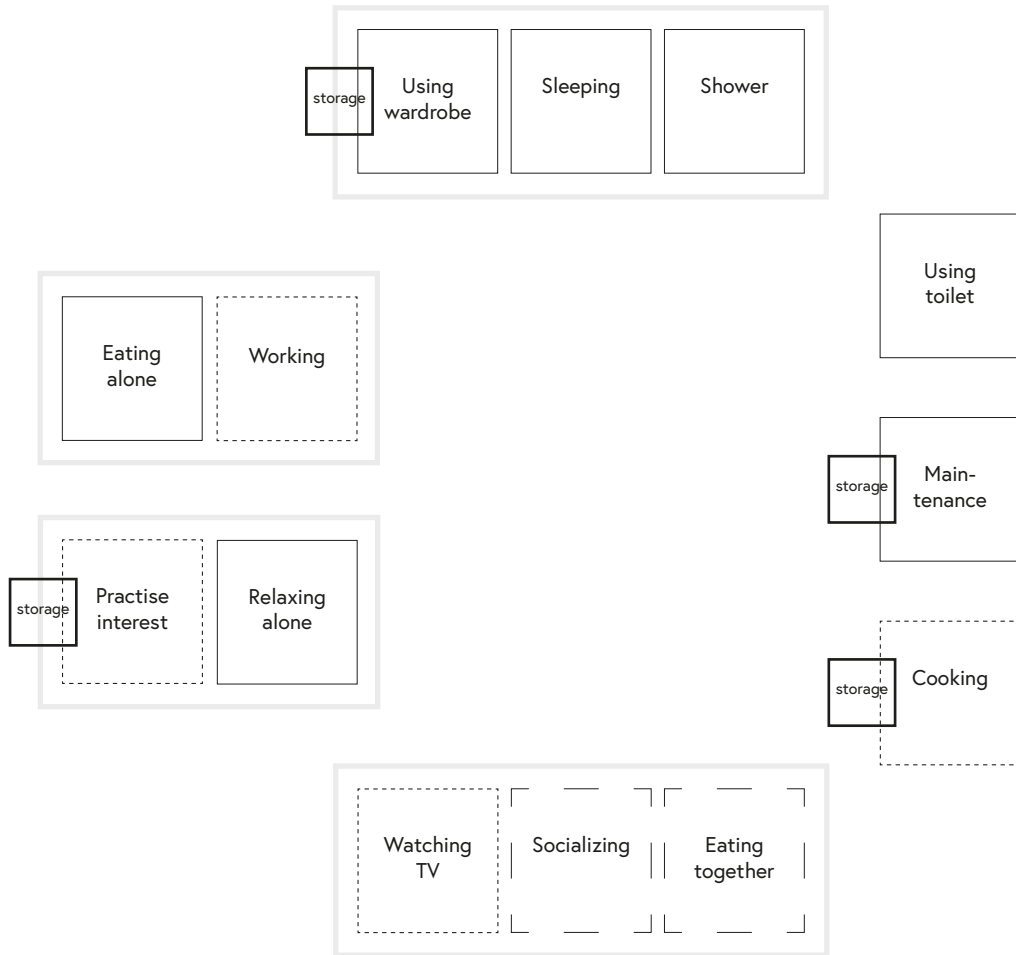 storage
Using
wardrobe
Sleeping
Shower
Using
toilet
Eating
alone
Working
storage
Main-
tenance
storage
Practise
interest
Relaxing
alone
storage
Cooking
Watching
TV
Socializing
Eating
together